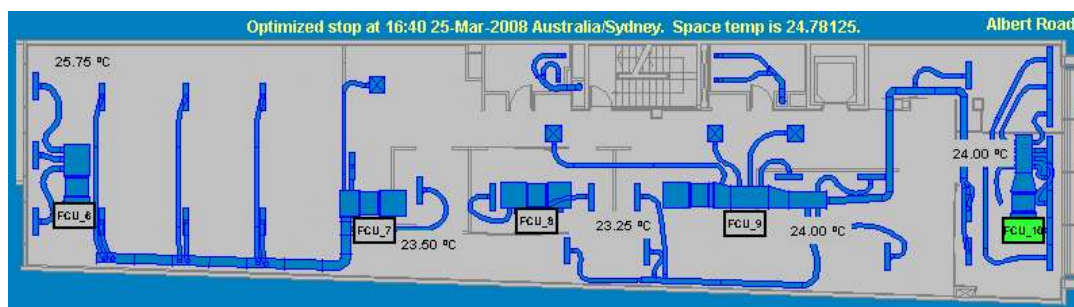 Optimized stop at 16:40 25-Mar-2008 Australia/Sydney.  Space temp is 24.78125.
Albert Road
25.75 ºC
24.00 ºC
FCU_6
FCU_7
FCU_8
FCU_9
FCU_10
23.50 ºC
23.25 ºC
24.00 ºC